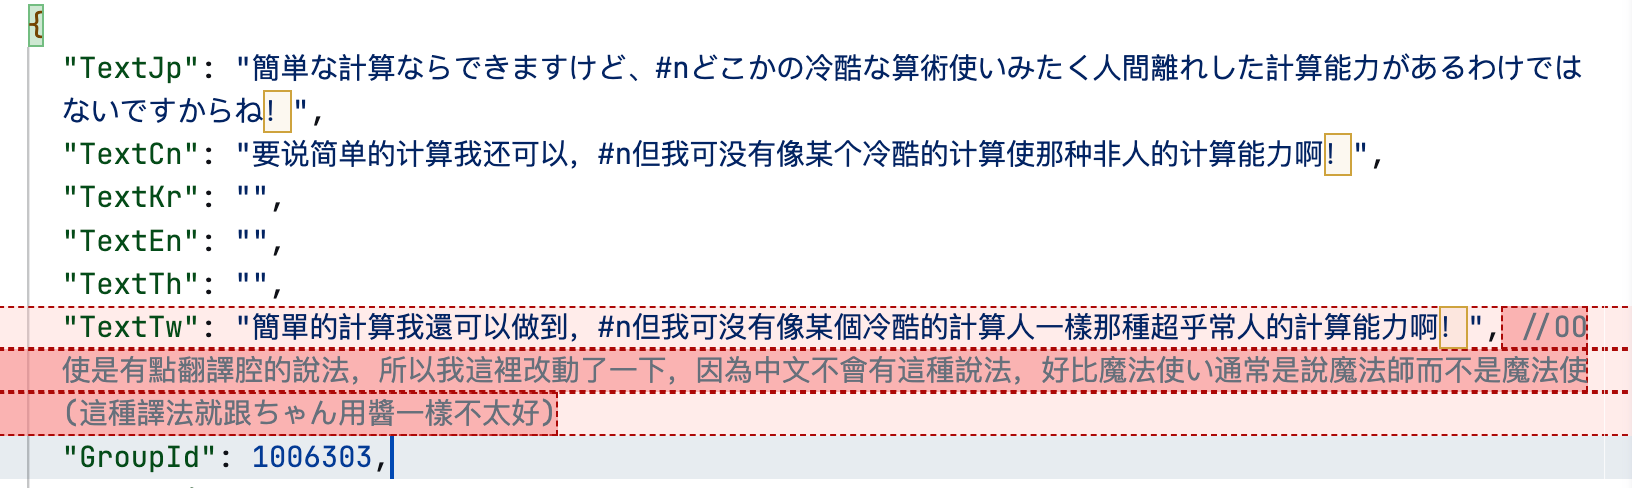 {
"TextJp": "簡単な計算ならできますけど、#nどこかの冷酷な算術使いみたく人間離れした計算能力があるわけでは
ないですからね！",
"TextCn": "要说简单的计算我还可以，#n但我可没有像某个冷酷的计算使那种非人的计算能力啊！",
"TextKr": "",
"TextEn": "",
"TextTh": "",
"TextTw": "簡單的計算我還可以做到，#n但我可沒有像某個冷酷的計算人一樣那種超乎常人的計算能力啊！", //OO
使是有點翻譯腔的說法，所以我這裡改動了一下，因為中文不會有這種說法，好比魔法使い通常是說魔法師而不是魔法使
(這種譯法就跟ちゃん用醬一樣不太好)
"GroupId": 1006303,